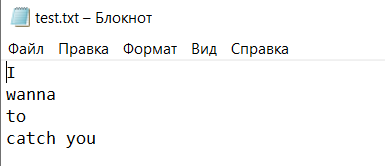 test.txt – Блокнот
Файл Правка Формат Вид Справка
I
wanna
to
catch you